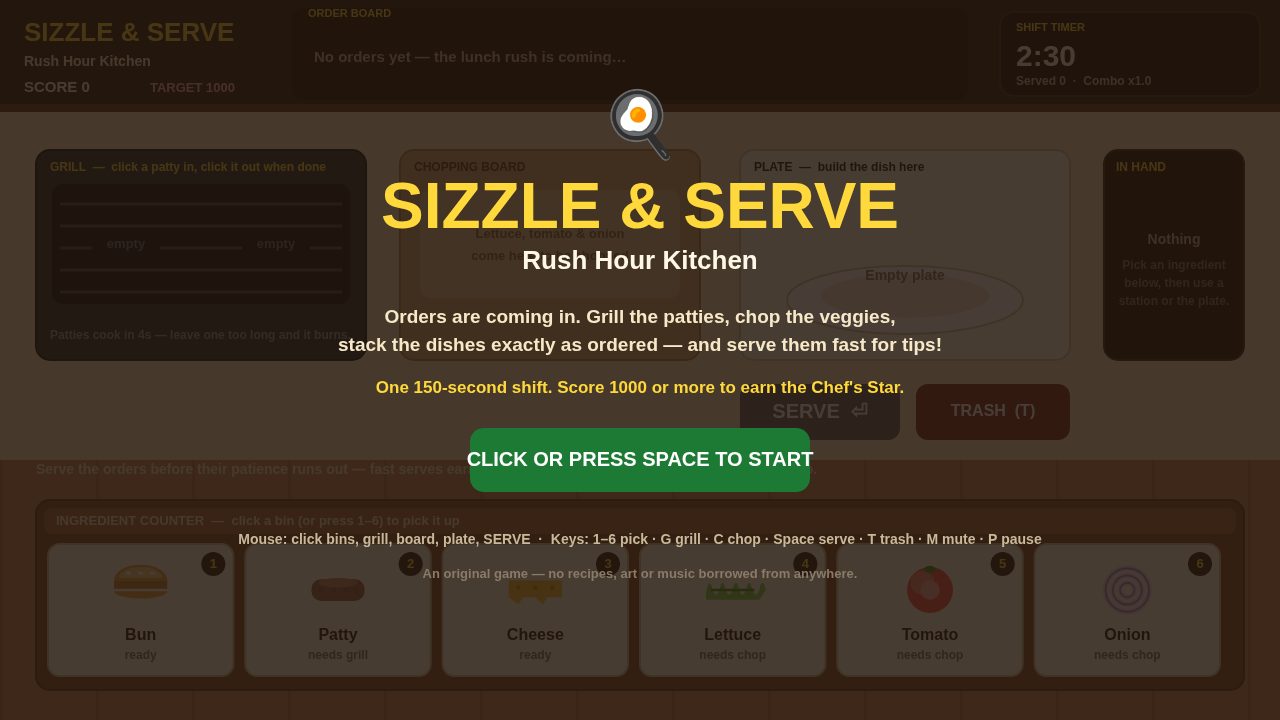 SIZZLE & SERVE
Rush Hour Kitchen
SCORE 0
TARGET 1000
ORDER BOARD
No orders yet — the lunch rush is coming…
SHIFT TIMER
2:30
Served 0 · Combo x1.0
GRILL — click a patty in, click it out when done
empty
empty
Patties cook in 4s — leave one too long and it burns.
CHOPPING BOARD
Lettuce, tomato & onion
come he
PLATE — build the dish here
Empty plate
IN HAND
Nothing
Pick an ingredient
below, then use a
station or the plate.
SIZZLE & SERVE
Rush Hour Kitchen
Orders are coming in. Grill the patties, chop the veggies,
stack the dishes exactly as ordered — and serve them fast for tips!
One 150-second shift. Score 1000 or more to earn the Chef's Star.
SERVE ⏎
TRASH (T)
CLICK OR PRESS SPACE TO START
Serve the orders before their patience runs out — fast serves
INGREDIENT COUNTER — click a bin (or press 1–6) to pick it up
Mouse: click bins, grill, board, plate, SERVE · Keys: 1–6 pick · G grill · C chop · Space serve · T trash · M mute · P pause
An original game — no recipes, art or music borrowed from anywhere.
1
Bun
ready
2
Patty
needs grill
3
Cheese
ready
4
Lettuce
needs chop
5
Tomato
needs chop
6
Onion
needs chop